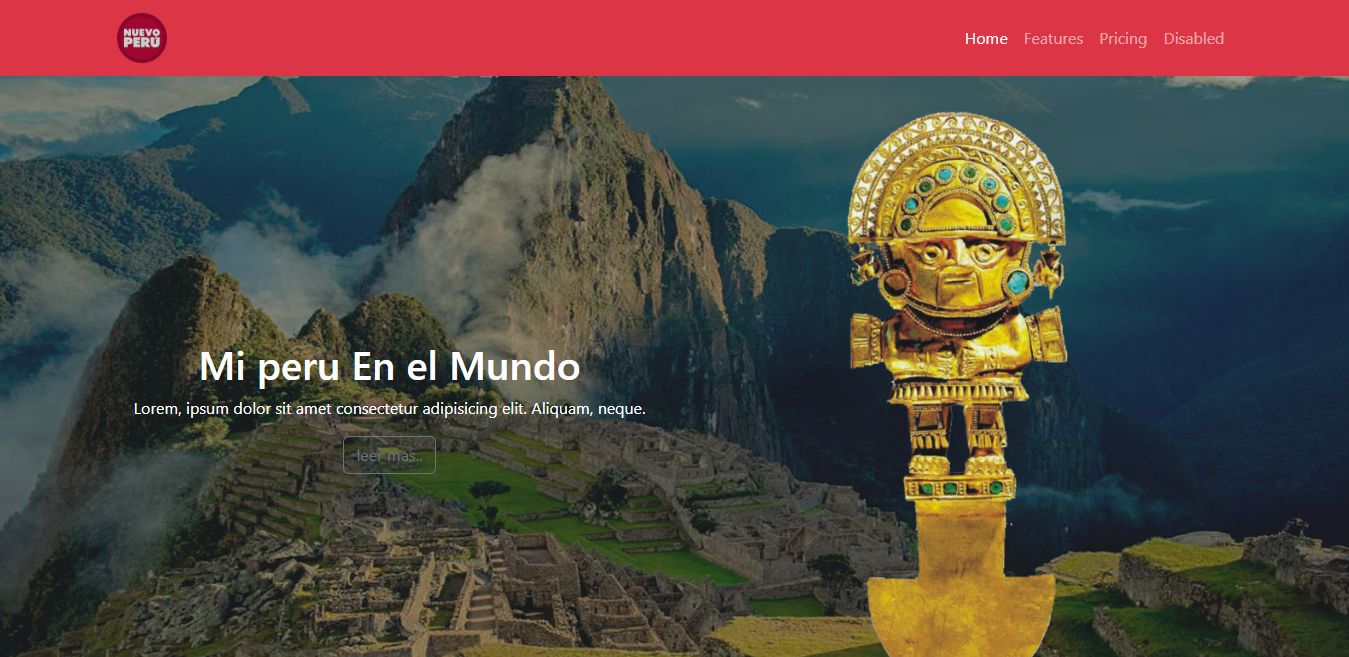 NUEVO
PERÚ
Home Features Pricing Disabled
Mi peru En el Mundo
Lorem, ipsum dolor sit amet consectetur adipisicing elit. Aliquam, neque.
leer mas..